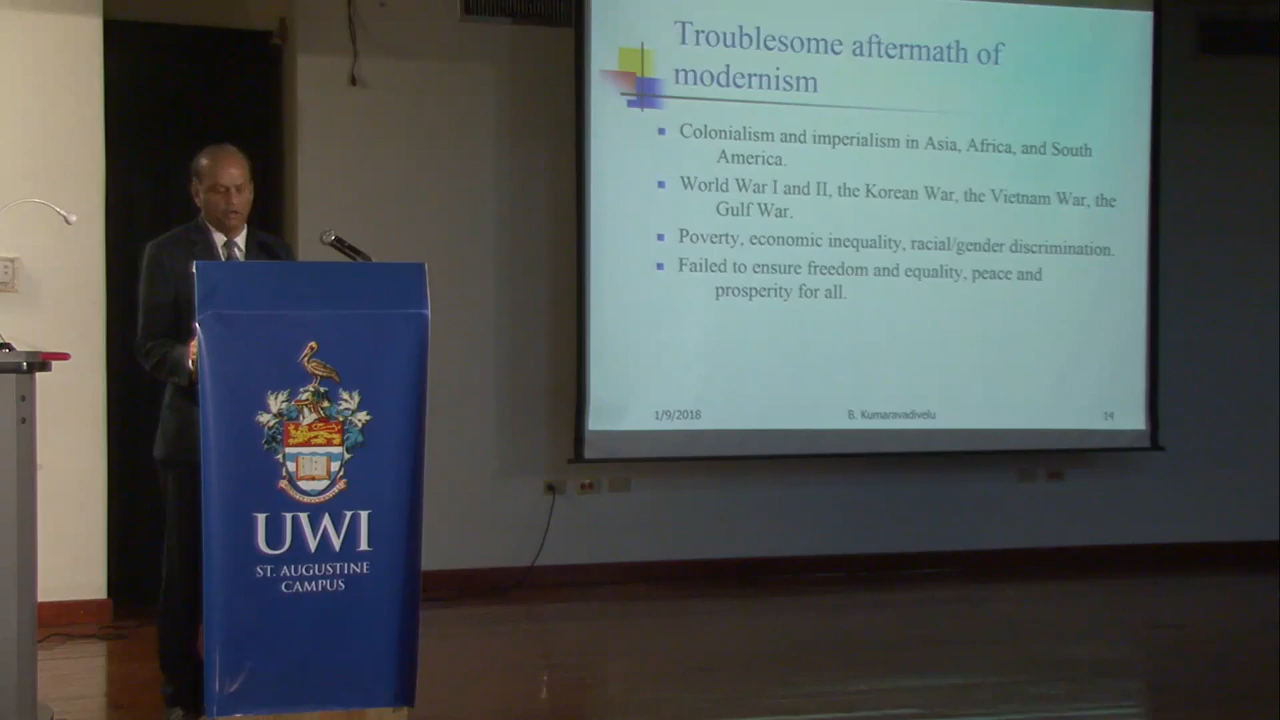 Troublesome aftermath of
modernism
Colonialism and imperialism in Asia, Africa, and South
America.
World War I and II, the Korean War, the Vietnam War, the
Gulf War.
Poverty, economic inequality, racial/gender discrimination.
Failed to ensure freedom and equality, peace and
prosperity for all.
1/9/2018 B. Kumaravadivelu 14
UWI
ST. AUGUSTINE
CAMPUS